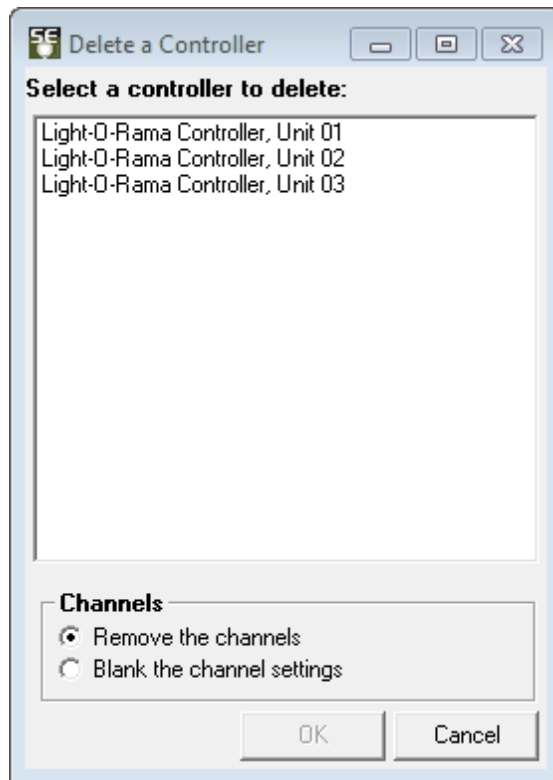 SE Delete a Controller
Select a controller to delete:
Light-O-Rama Controller, Unit 01
Light-O-Rama Controller, Unit 02
Light-O-Rama Controller, Unit 03
Channels
Remove the channels
Blank the channel settings
OK Cancel